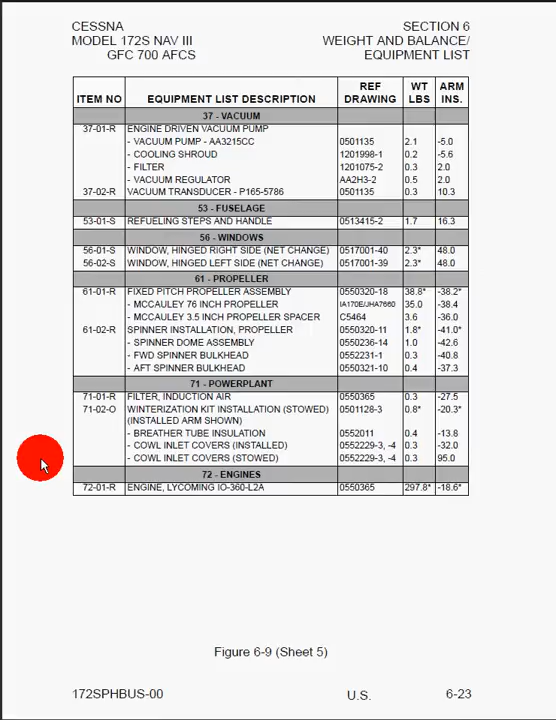 CESSNA SECTION 6
MODEL 172S NAV III WEIGHT AND BALANCE/
GFC 700 AFCS EQUIPMENT LIST
ITEM NO EQUIPMENT LIST DESCRIPTION REF DRAWING WT LBS ARM INS.
37 - VACUUM
37-01-R ENGINE DRIVEN VACUUM PUMP
- VACUUM PUMP - AA3215CC 0501135 2.1 -5.0
- COOLING SHROUD 1201998-1 0.2 -5.6
- FILTER 1201075-2 0.3 2.0
- VACUUM REGULATOR AA2H3-2 0.5 2.0
37-02-R VACUUM TRANSDUCER - P165-5786 0501135 0.3 10.3
53 - FUSELAGE
53-01-S REFUELING STEPS AND HANDLE 0513415-2 1.7 16.3
56 - WINDOWS
56-01-S WINDOW, HINGED RIGHT SIDE (NET CHANGE) 0517001-40 2.3* 48.0
56-02-S WINDOW, HINGED LEFT SIDE (NET CHANGE) 0517001-39 2.3* 48.0
61 - PROPELLER
61-01-R FIXED PITCH PROPELLER ASSEMBLY 0550320-18 38.8* -38.2*
- MCCAULEY 76 INCH PROPELLER IA170E/JHA7660 35.0 -38.4
- MCCAULEY 3.5 INCH PROPELLER SPACER C5464 3.6 -36.0
61-02-R SPINNER INSTALLATION, PROPELLER 0550320-11 1.8* -41.0*
- SPINNER DOME ASSEMBLY 0550236-14 1.0 -42.6
- FWD SPINNER BULKHEAD 0552231-1 0.3 -40.8
- AFT SPINNER BULKHEAD 0550321-10 0.4 -37.3
71 - POWERPLANT
71-01-R FILTER, INDUCTION AIR 0550365 0.3 -27.5
71-02-O WINTERIZATION KIT INSTALLATION (STOWED) 0501128-3 0.8* -20.3*
(INSTALLED ARM SHOWN)
- BREATHER TUBE INSULATION 0552011 0.4 -13.8
- COWL INLET COVERS (INSTALLED) 0552229-3, -4 0.3 -32.0
- COWL INLET COVERS (STOWED) 0552229-3, -4 0.3 95.0
72 - ENGINES
72-01-R ENGINE, LYCOMING IO-360-L2A 0550365 297.8* -18.6*
Figure 6-9 (Sheet 5)
172SPHBUS-00 U.S. 6-23